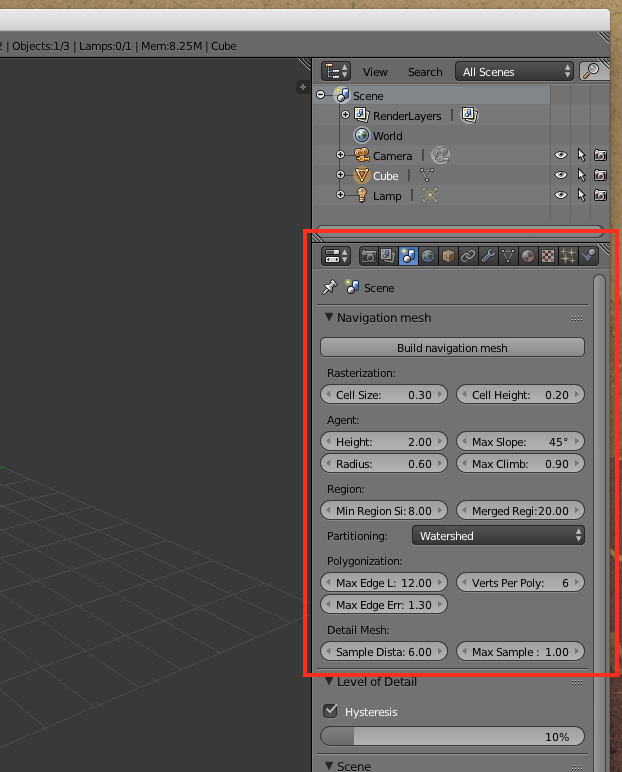 2 | Objects:1/3 | Lamps:0/1 | Mem:8.25M | Cube
View Search All Scenes
Scene
RenderLayers |
World
Camera |
Cube |
Lamp |
Scene
Navigation mesh
Build navigation mesh
Rasterization:
Cell Size: 0.30 Cell Height: 0.20
Agent:
Height: 2.00 Max Slope: 45°
Radius: 0.60 Max Climb: 0.90
Region:
Min Region Si: 8.00 Merged Regi: 20.00
Partitioning: Watershed
Polygonization:
Max Edge L: 12.00 Verts Per Poly: 6
Max Edge Err: 1.30
Detail Mesh:
Sample Dista: 6.00 Max Sample : 1.00
Level of Detail
Hysteresis
10%
Scene